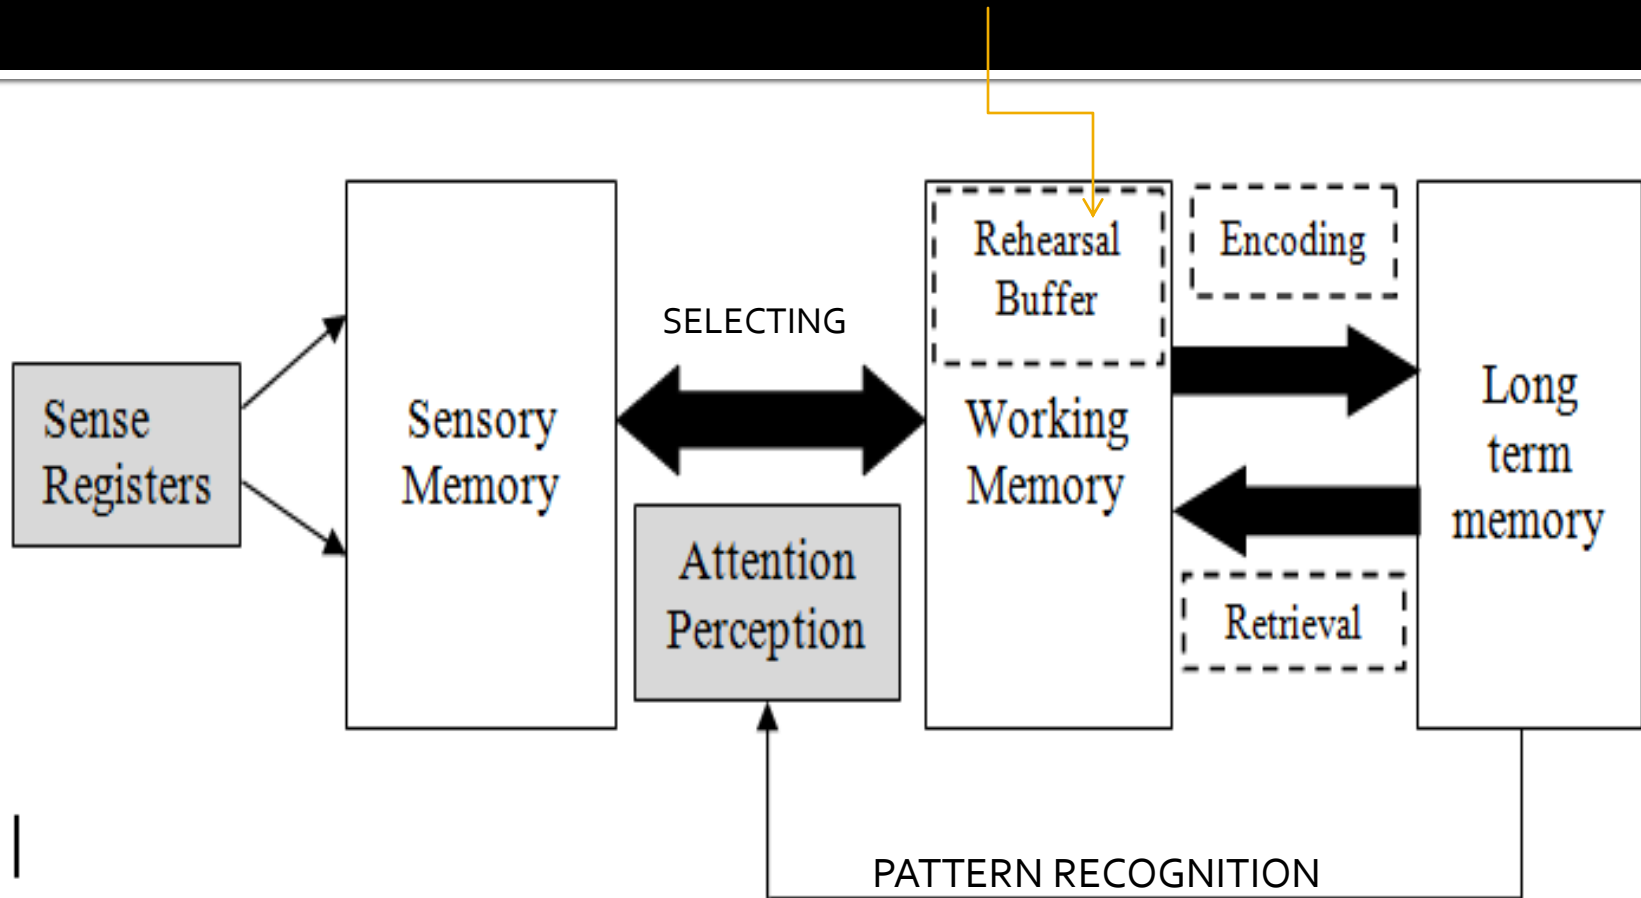 Sense
Registers
Sensory
Memory
SELECTING
Attention
Perception
Rehearsal
Buffer
Working
Memory
Encoding
Retrieval
Long
term
memory
PATTERN RECOGNITION